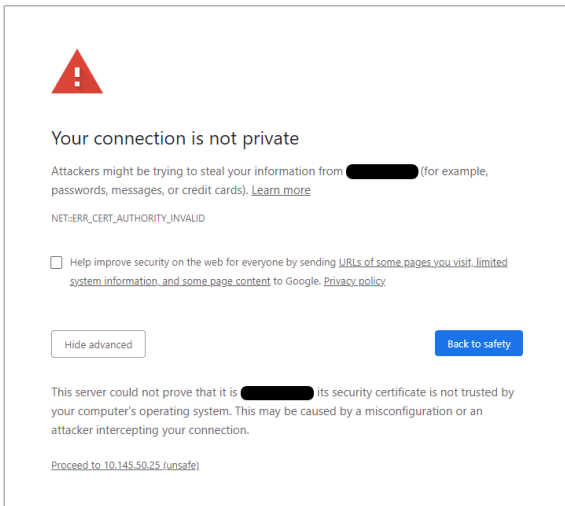 Your connection is not private
Attackers might be trying to steal your information from (for example,
passwords, messages, or credit cards). Learn more
NET::ERR_CERT_AUTHORITY_INVALID
Help improve security on the web for everyone by sending URLs of some pages you visit, limited
system information, and some page content to Google. Privacy policy
Hide advanced
Back to safety
This server could not prove that it is its security certificate is not trusted by
your computer's operating system. This may be caused by a misconfiguration or an
attacker intercepting your connection.
Proceed to 10.145.50.25 (unsafe)